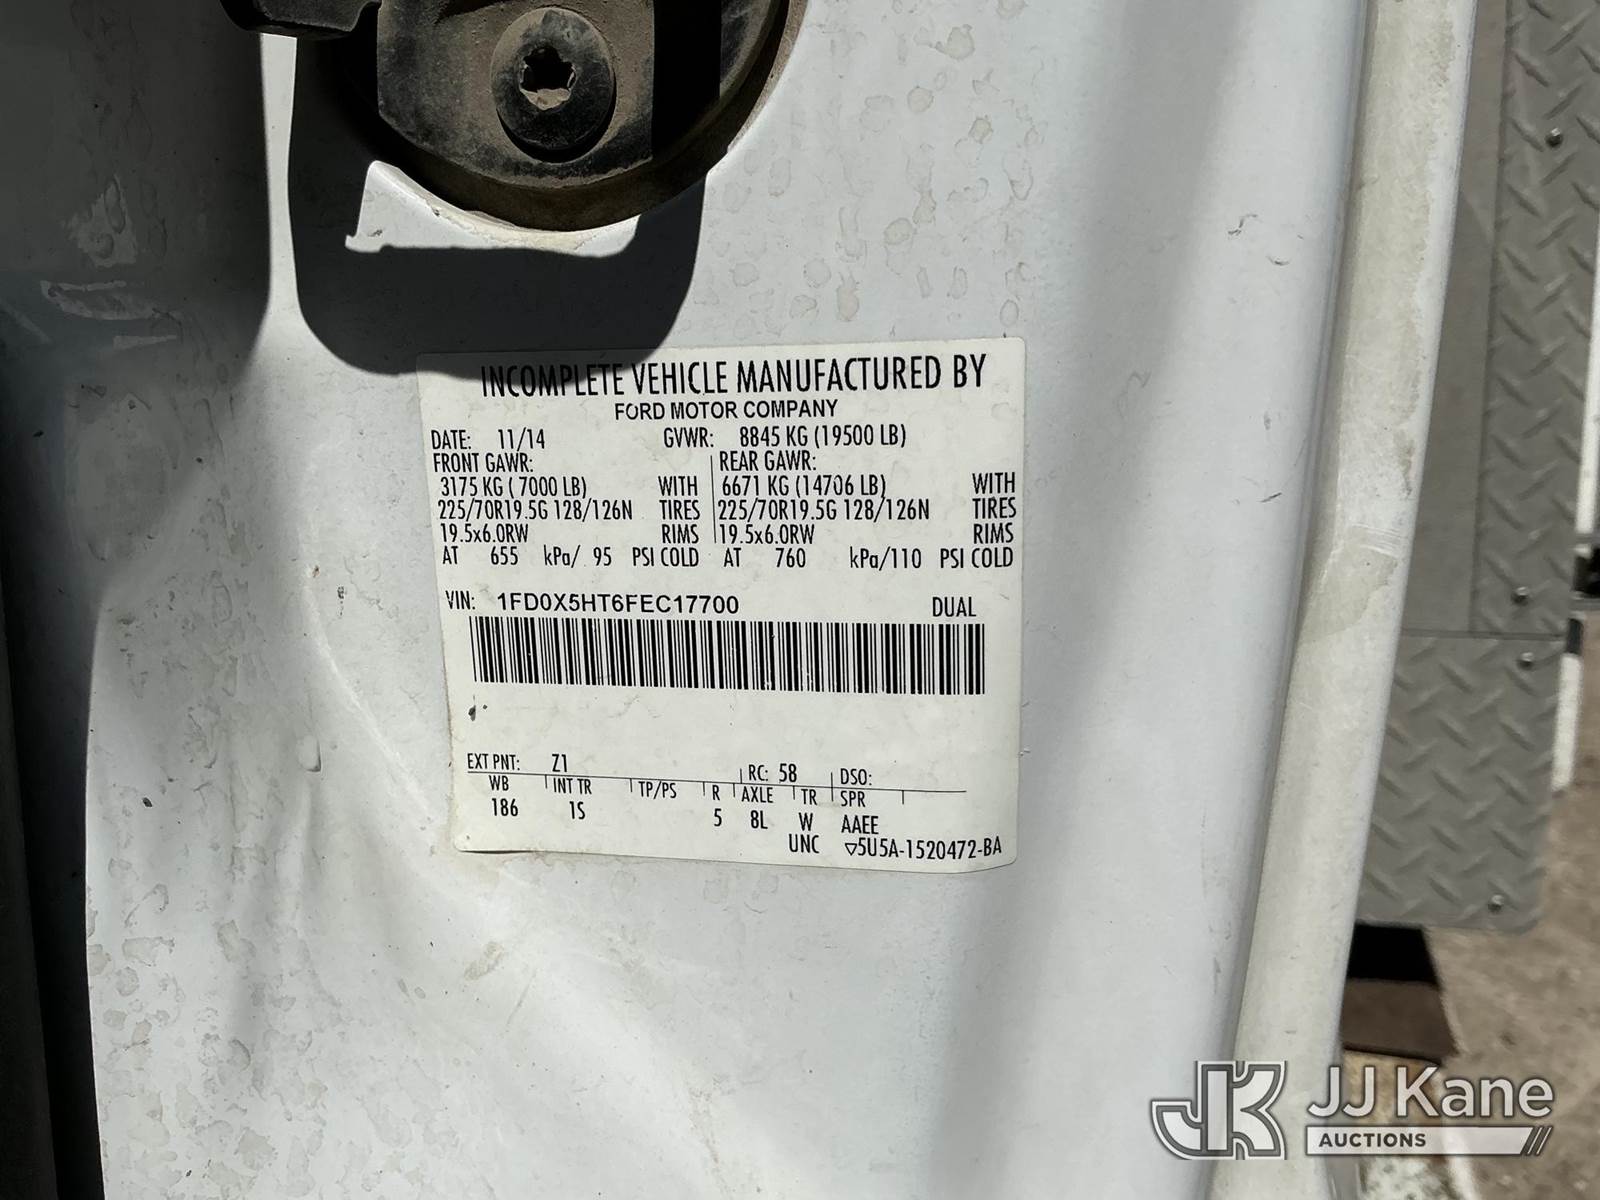 INCOMPLETE VEHICLE MANUFACTURED BY
FORD MOTOR COMPANY
DATE: 11/14 GVWR: 8845 KG (19500 LB)
FRONT GAWR: REAR GAWR:
3175 KG ( 7000 LB) WITH 6671 KG (14706 LB) WITH
225/70R19.5G 128/126N TIRES 225/70R19.5G 128/126N TIRES
19.5x6.0RW RIMS 19.5x6.0RW RIMS
AT 655 kPa/ 95 PSI COLD AT 760 kPa/110 PSI COLD
VIN: 1FD0X5HT6FEC17700 DUAL
EXT PNT: Z1 RC: 58 DSO:
WB INT TR TP/PS R AXLE TR SPR
186 1S 5 8L W AAEE
UNC ▽5U5A-1520472-BA
JK JJ Kane
AUCTIONS